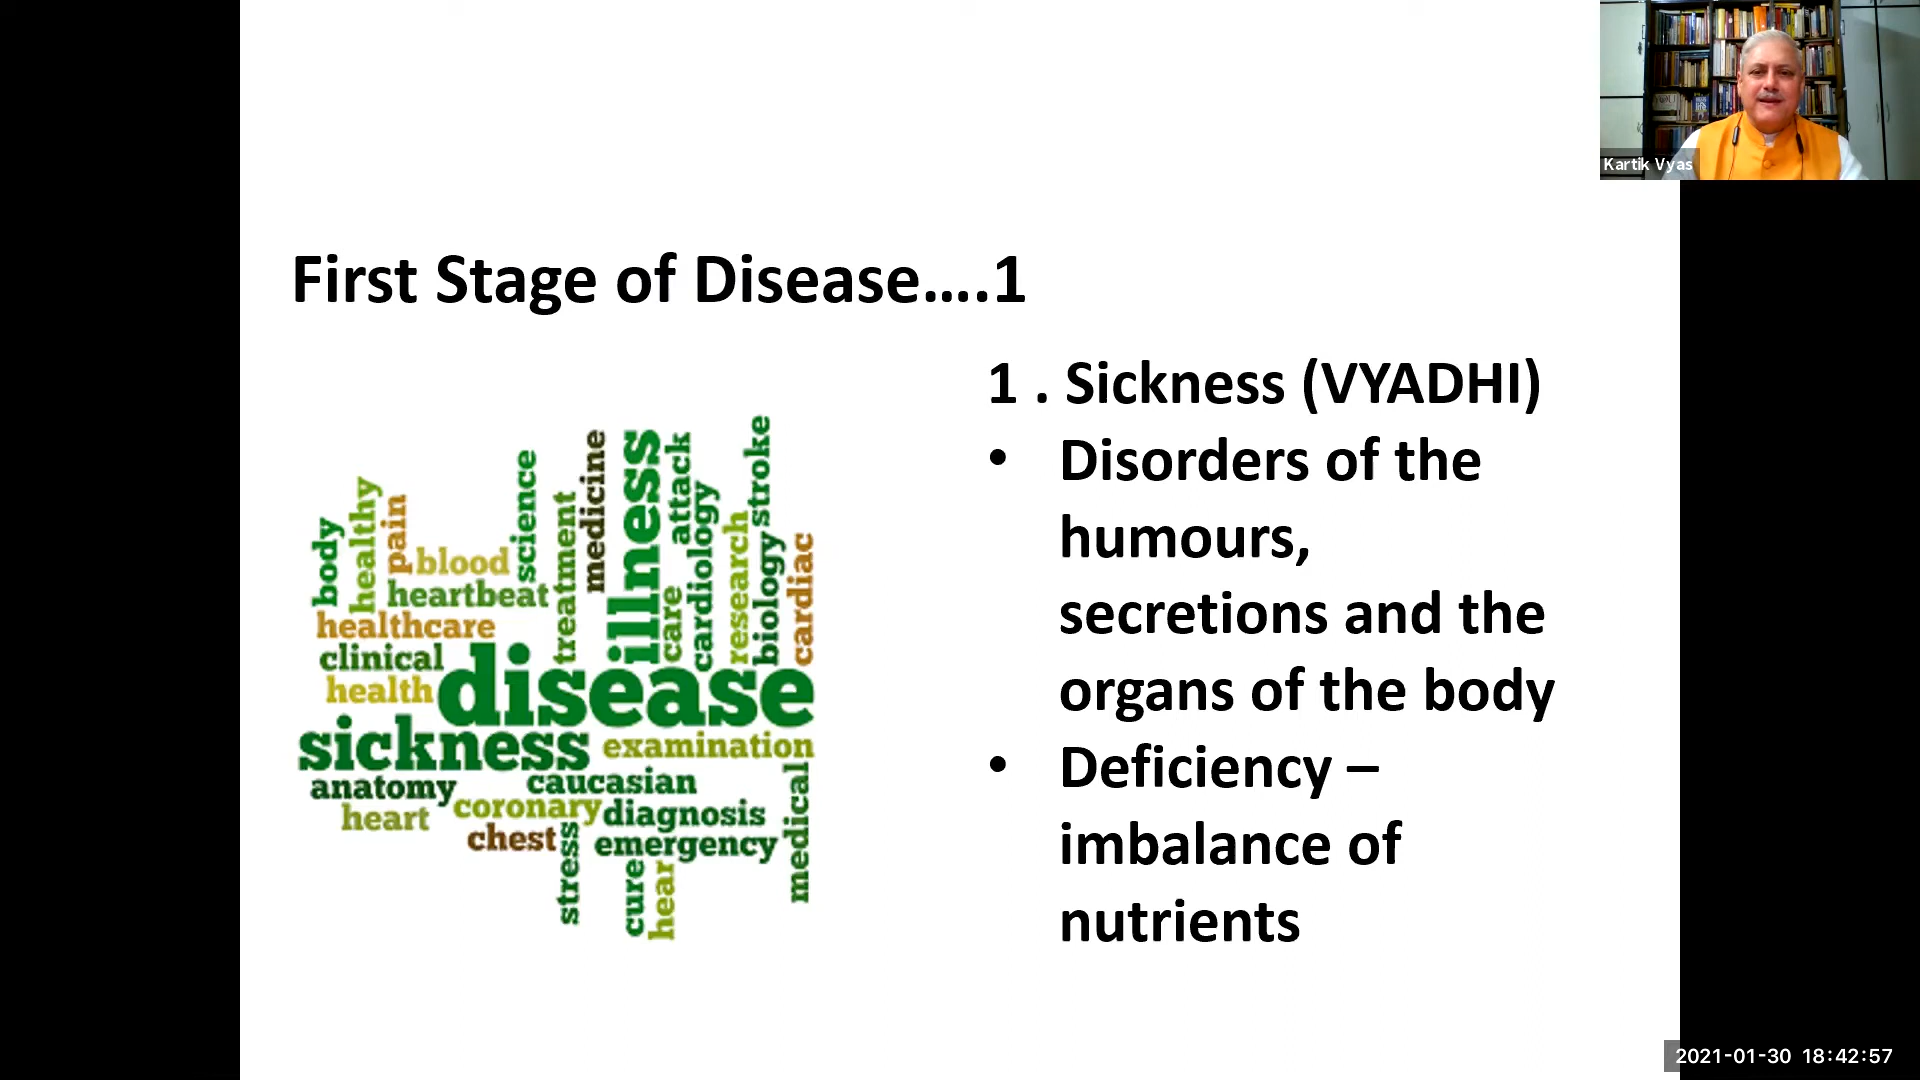 Kartik Vyas
First Stage of Disease....1
1 . Sickness (VYADHI)
• Disorders of the
humours,
secretions and the
organs of the body
• Deficiency –
imbalance of
nutrients
body
healthy
pain
blood
science
heartbeat
treatment
medicine
illness
attack
care
cardiology
research
biology
stroke
cardiac
healthcare
clinical
health
disease
sickness
examination
anatomy
caucasian
heart
coronary
diagnosis
chest
emergency
stress
cure
hear
medical
2021-01-30 18:42:57